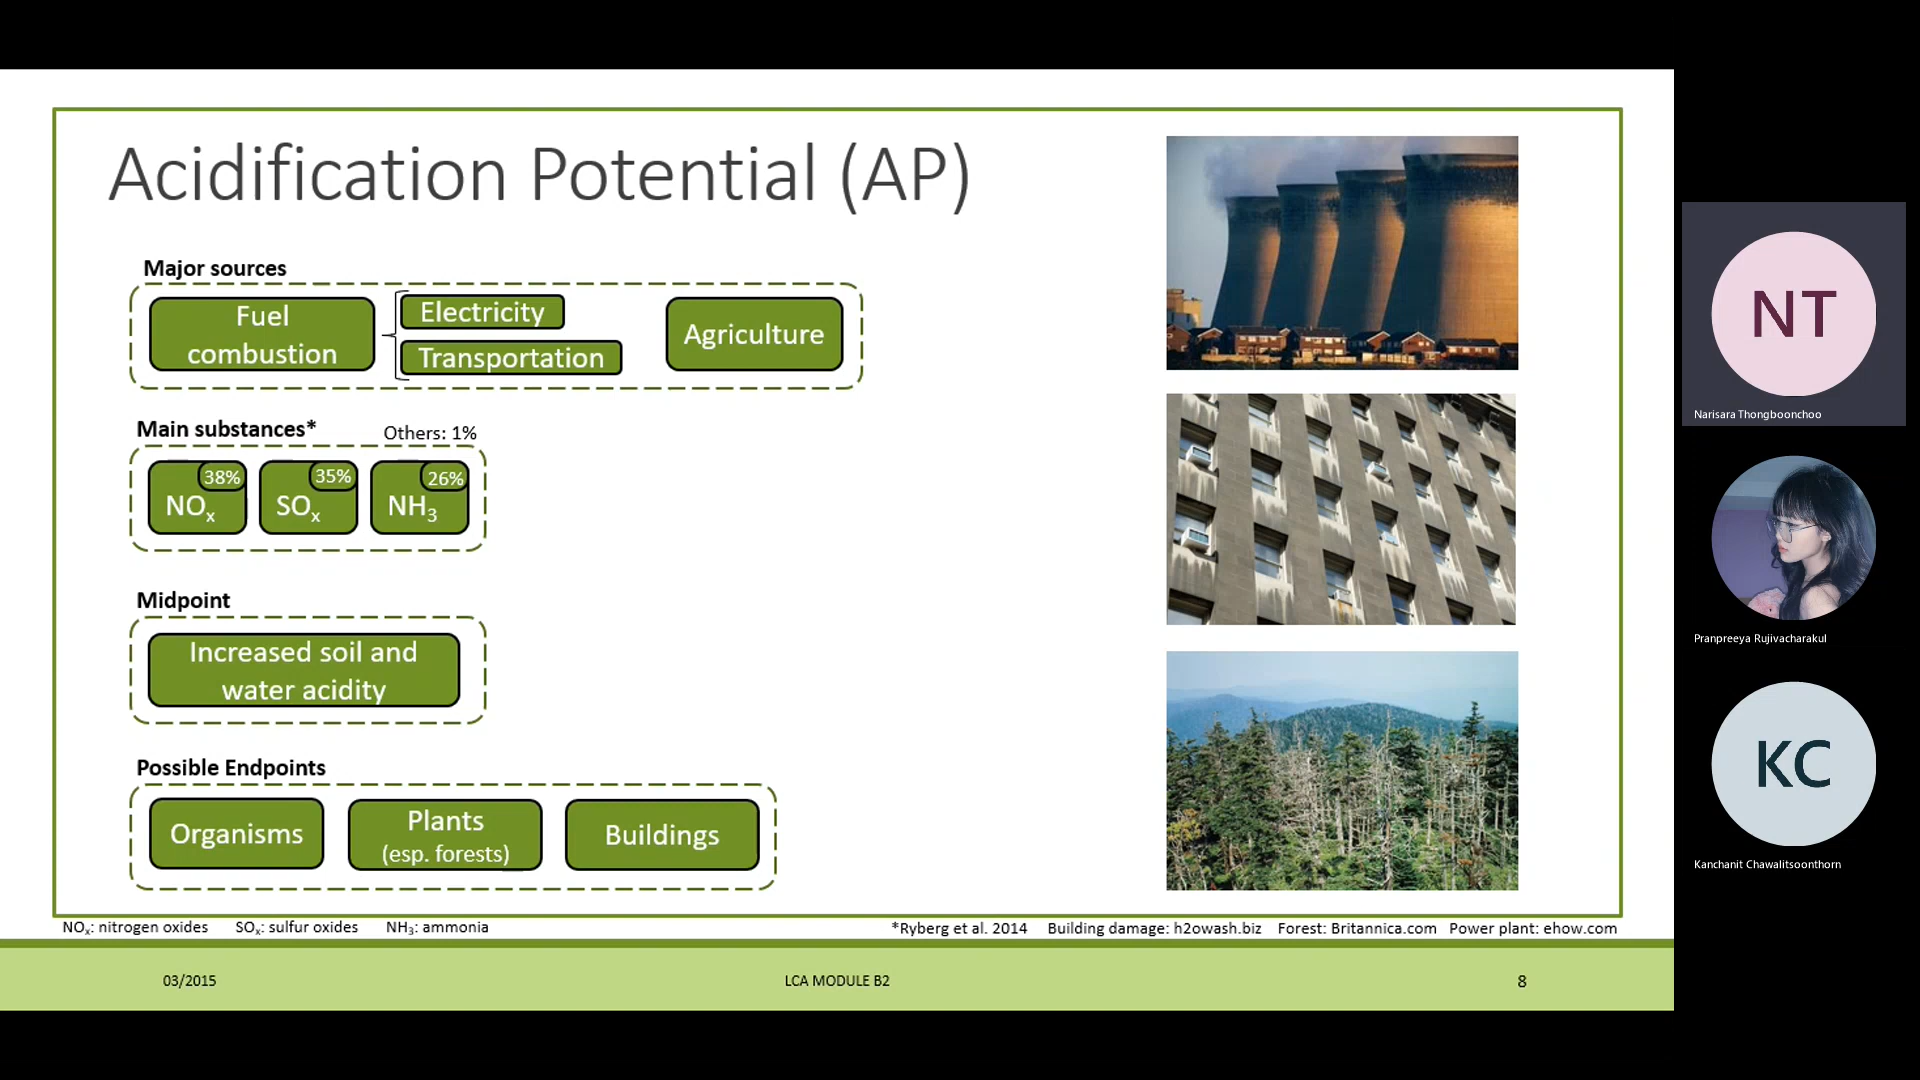 Acidification Potential (AP)
Major sources
Fuel
combustion
Electricity
Transportation
Agriculture
Main substances*
Others: 1%
38%
NOₓ
35%
SOₓ
26%
NH₃
Midpoint
Increased soil and
water acidity
Possible Endpoints
Organisms
Plants
(esp. forests)
Buildings
NOₓ: nitrogen oxides SOₓ: sulfur oxides NH₃: ammonia
*Ryberg et al. 2014 Building damage: h2owash.biz Forest: Britannica.com Power plant: ehow.com
03/2015
LCA MODULE B2
8
NT
Narisara Thongboonchoo
Pranpreeya Rujivacharakul
KC
Kanchanit Chawalitsoonthorn